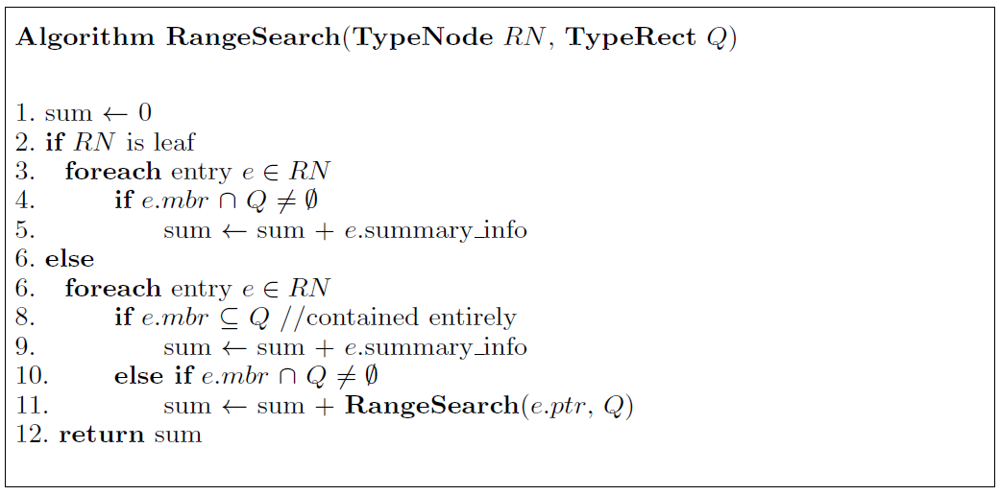 Algorithm RangeSearch(TypeNode RN, TypeRect Q)
1. sum ← 0
2. if RN is leaf
3. foreach entry e ∈ RN
4. if e.mbr ∩ Q ≠ ∅
5. sum ← sum + e.summary_info
6. else
6. foreach entry e ∈ RN
8. if e.mbr ⊆ Q //contained entirely
9. sum ← sum + e.summary_info
10. else if e.mbr ∩ Q ≠ ∅
11. sum ← sum + RangeSearch(e.ptr, Q)
12. return sum